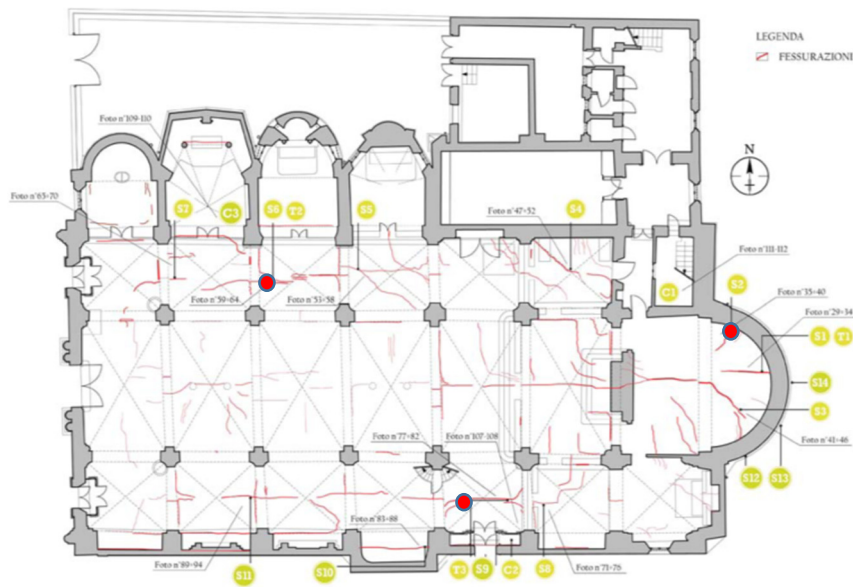 LEGENDA
FESSURAZIONI
Foto n°109-110
N
Foto n°65÷70
S7
C3
S6
T2
S5
Foto n°47÷52
S4
Foto n°111-112
C1
S2
Foto n°35÷40
Foto n°29÷34
Foto n°59÷64
Foto n°53÷58
S1
T1
S14
S3
Foto n°41÷46
Foto n°77÷82
Foto n°107-108
S12
S13
Foto n°83÷88
Foto n°89÷94
S11
S10
T3
S9
C2
S8
Foto n°71÷76